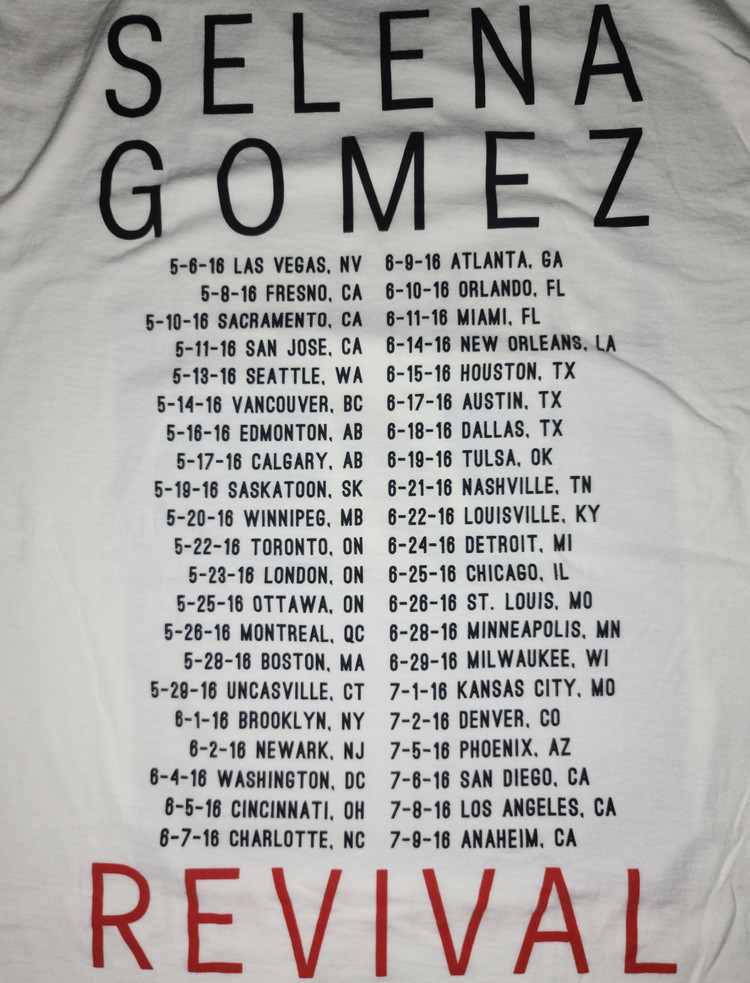 SELENA
GOMEZ
5-6-16 LAS VEGAS, NV
5-8-16 FRESNO, CA
5-10-16 SACRAMENTO, CA
5-11-16 SAN JOSE, CA
5-13-16 SEATTLE, WA
5-14-16 VANCOUVER, BC
5-16-16 EDMONTON, AB
5-17-16 CALGARY, AB
5-19-16 SASKATOON, SK
5-20-16 WINNIPEG, MB
5-22-16 TORONTO, ON
5-23-16 LONDON, ON
5-25-16 OTTAWA, ON
5-26-16 MONTREAL, QC
5-28-16 BOSTON, MA
5-29-16 UNCASVILLE, CT
6-1-16 BROOKLYN, NY
6-2-16 NEWARK, NJ
6-4-16 WASHINGTON, DC
6-5-16 CINCINNATI, OH
6-7-16 CHARLOTTE, NC
6-9-16 ATLANTA, GA
6-10-16 ORLANDO, FL
6-11-16 MIAMI, FL
6-14-16 NEW ORLEANS, LA
6-15-16 HOUSTON, TX
6-17-16 AUSTIN, TX
6-18-16 DALLAS, TX
6-19-16 TULSA, OK
6-21-16 NASHVILLE, TN
6-22-16 LOUISVILLE, KY
6-24-16 DETROIT, MI
6-25-16 CHICAGO, IL
6-26-16 ST. LOUIS, MO
6-28-16 MINNEAPOLIS, MN
6-29-16 MILWAUKEE, WI
7-1-16 KANSAS CITY, MO
7-2-16 DENVER, CO
7-5-16 PHOENIX, AZ
7-6-16 SAN DIEGO, CA
7-8-16 LOS ANGELES, CA
7-9-16 ANAHEIM, CA
REVIVAL